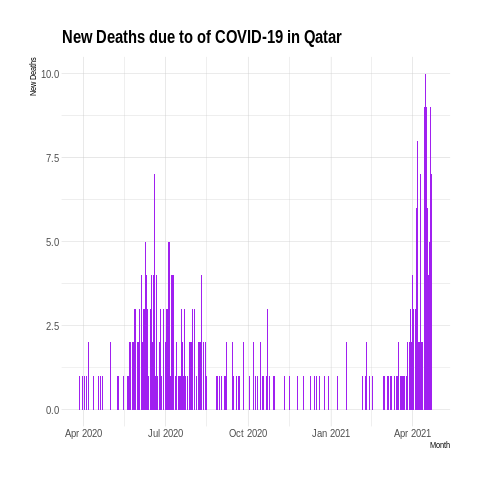 New Deaths due to of COVID-19 in Qatar
New Deaths
10.0
7.5
5.0
2.5
0.0
Apr 2020 Jul 2020 Oct 2020 Jan 2021 Apr 2021
Month